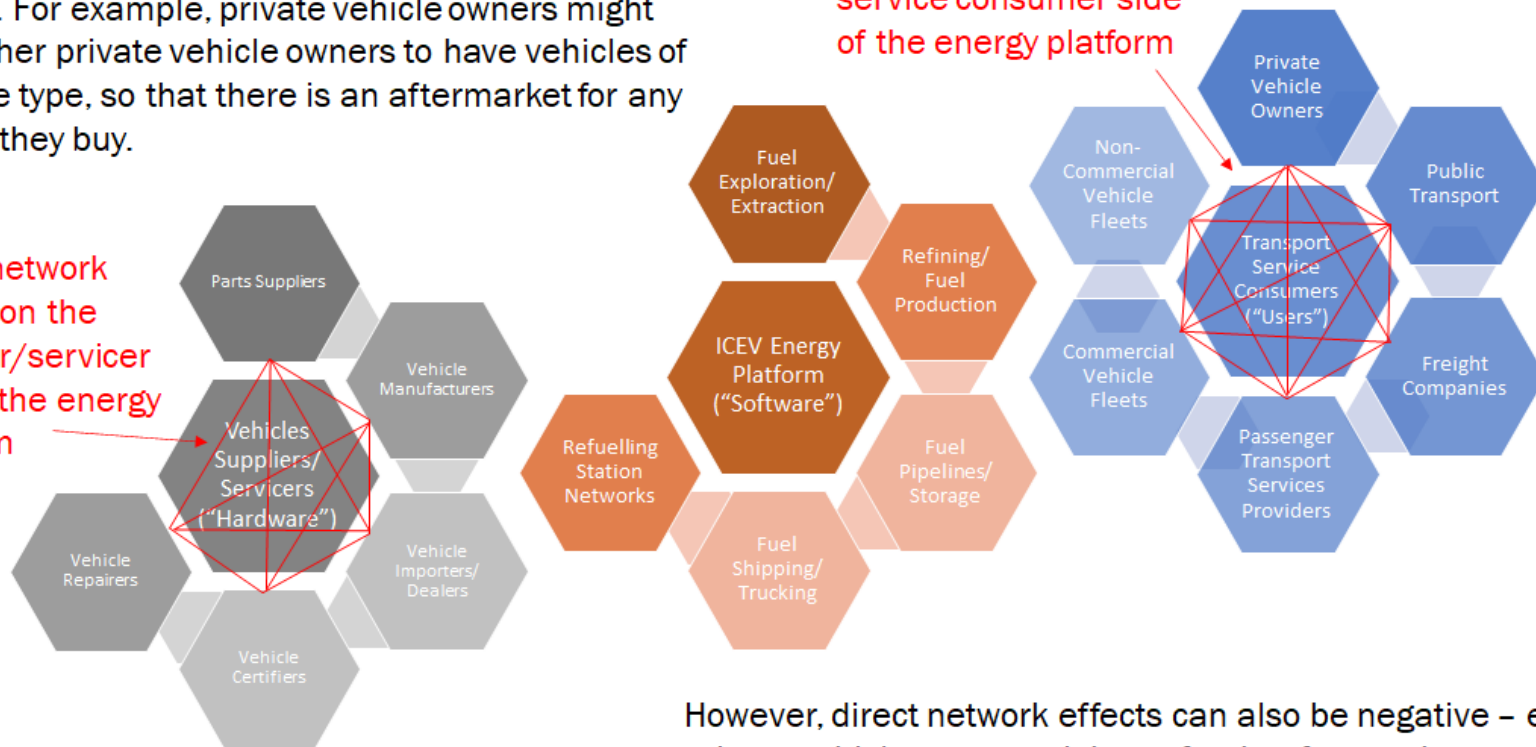 . For example, private vehicle owners might
her private vehicle owners to have vehicles of
e type, so that there is an aftermarket for any
they buy.
service consumer side
of the energy platform
network
on the
r/servicer
the energy
n
Parts Suppliers
Vehicle
Manufacturers
Vehicles
Suppliers/
Servicers
(“Hardware”)
Vehicle
Repairers
Vehicle
Importers/
Dealers
Vehicle
Certifiers
Fuel
Exploration/
Extraction
Refining/
Fuel
Production
ICEV Energy
Platform
(“Software”)
Refuelling
Station
Networks
Fuel
Pipelines/
Storage
Fuel
Shipping/
Trucking
Private
Vehicle
Owners
Non-
Commercial
Vehicle
Fleets
Public
Transport
Transport
Service
Consumers
(“Users”)
Commercial
Vehicle
Fleets
Freight
Companies
Passenger
Transport
Services
Providers
However, direct network effects can also be negative – e